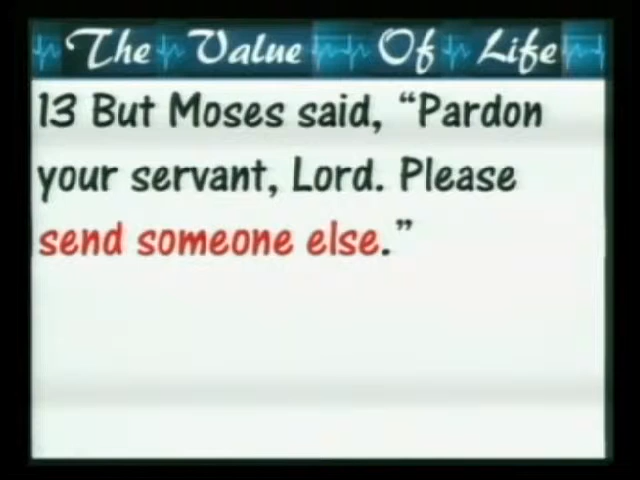 The Value Of Life
13 But Moses said, “Pardon
your servant, Lord. Please
send someone else.”